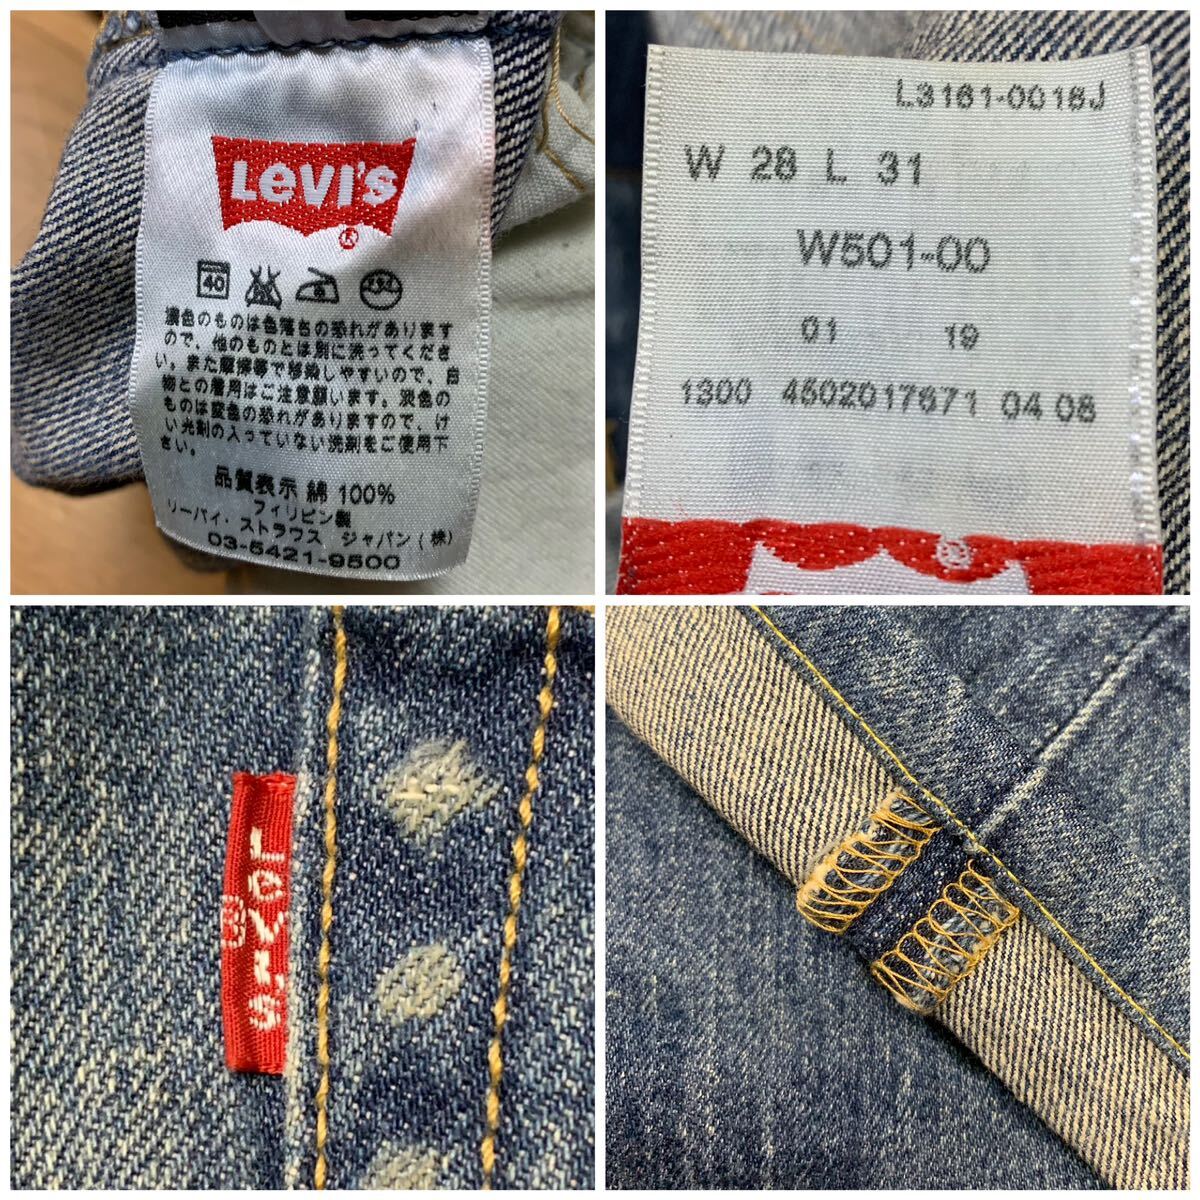 Levi's
®
40
濃色のものは色落色の恐れがあります
ので、他のものとは別に洗ってくださ
い。また摩擦等で移染しやすいので、白
物との着用はご注意願います。淡色の
ものは変色の恐れがありますので、け
い光剤の入っていない洗剤をご使用下
さい。
品質表示 綿 100%
フィリピン製
リーバイ・ストラウス ジャパン(株)
03-5421-9500
L3161-0018J
W 28 L 31
W501-00
01 19
1300 4502017671 04 08
®
LEVI'S
®